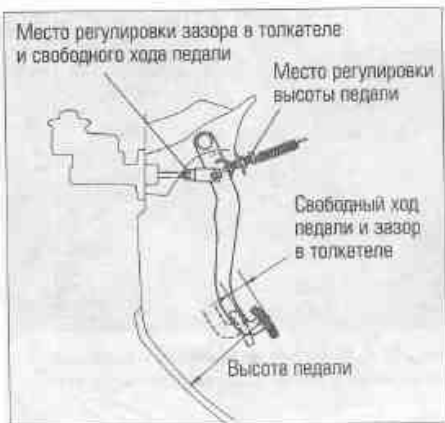 Место регулировки зазора в толкателе
и свободного хода педали
Место регулировки
высоты педали
Свободный ход
педали и зазор
в толкателе
Высота педали